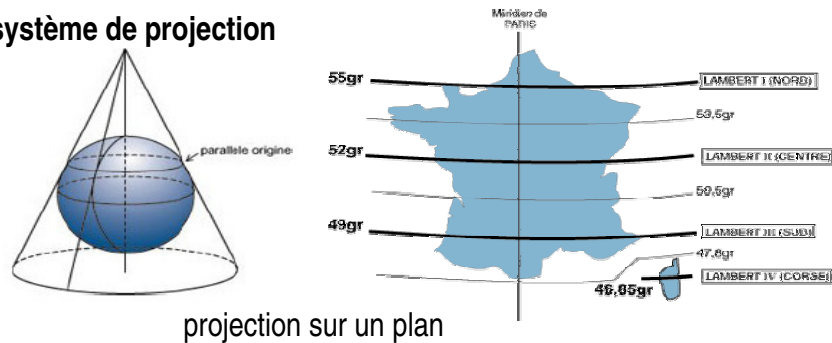 système de projection
parallele origine
Méridien de
PARIS
55gr
LAMBERT I (NORD)
53,5gr
52gr
LAMBERT II (CENTRE)
50,5gr
49gr
LAMBERT III (SUD)
47,8gr
46,85gr
LAMBERT IV (CORSE)
projection sur un plan